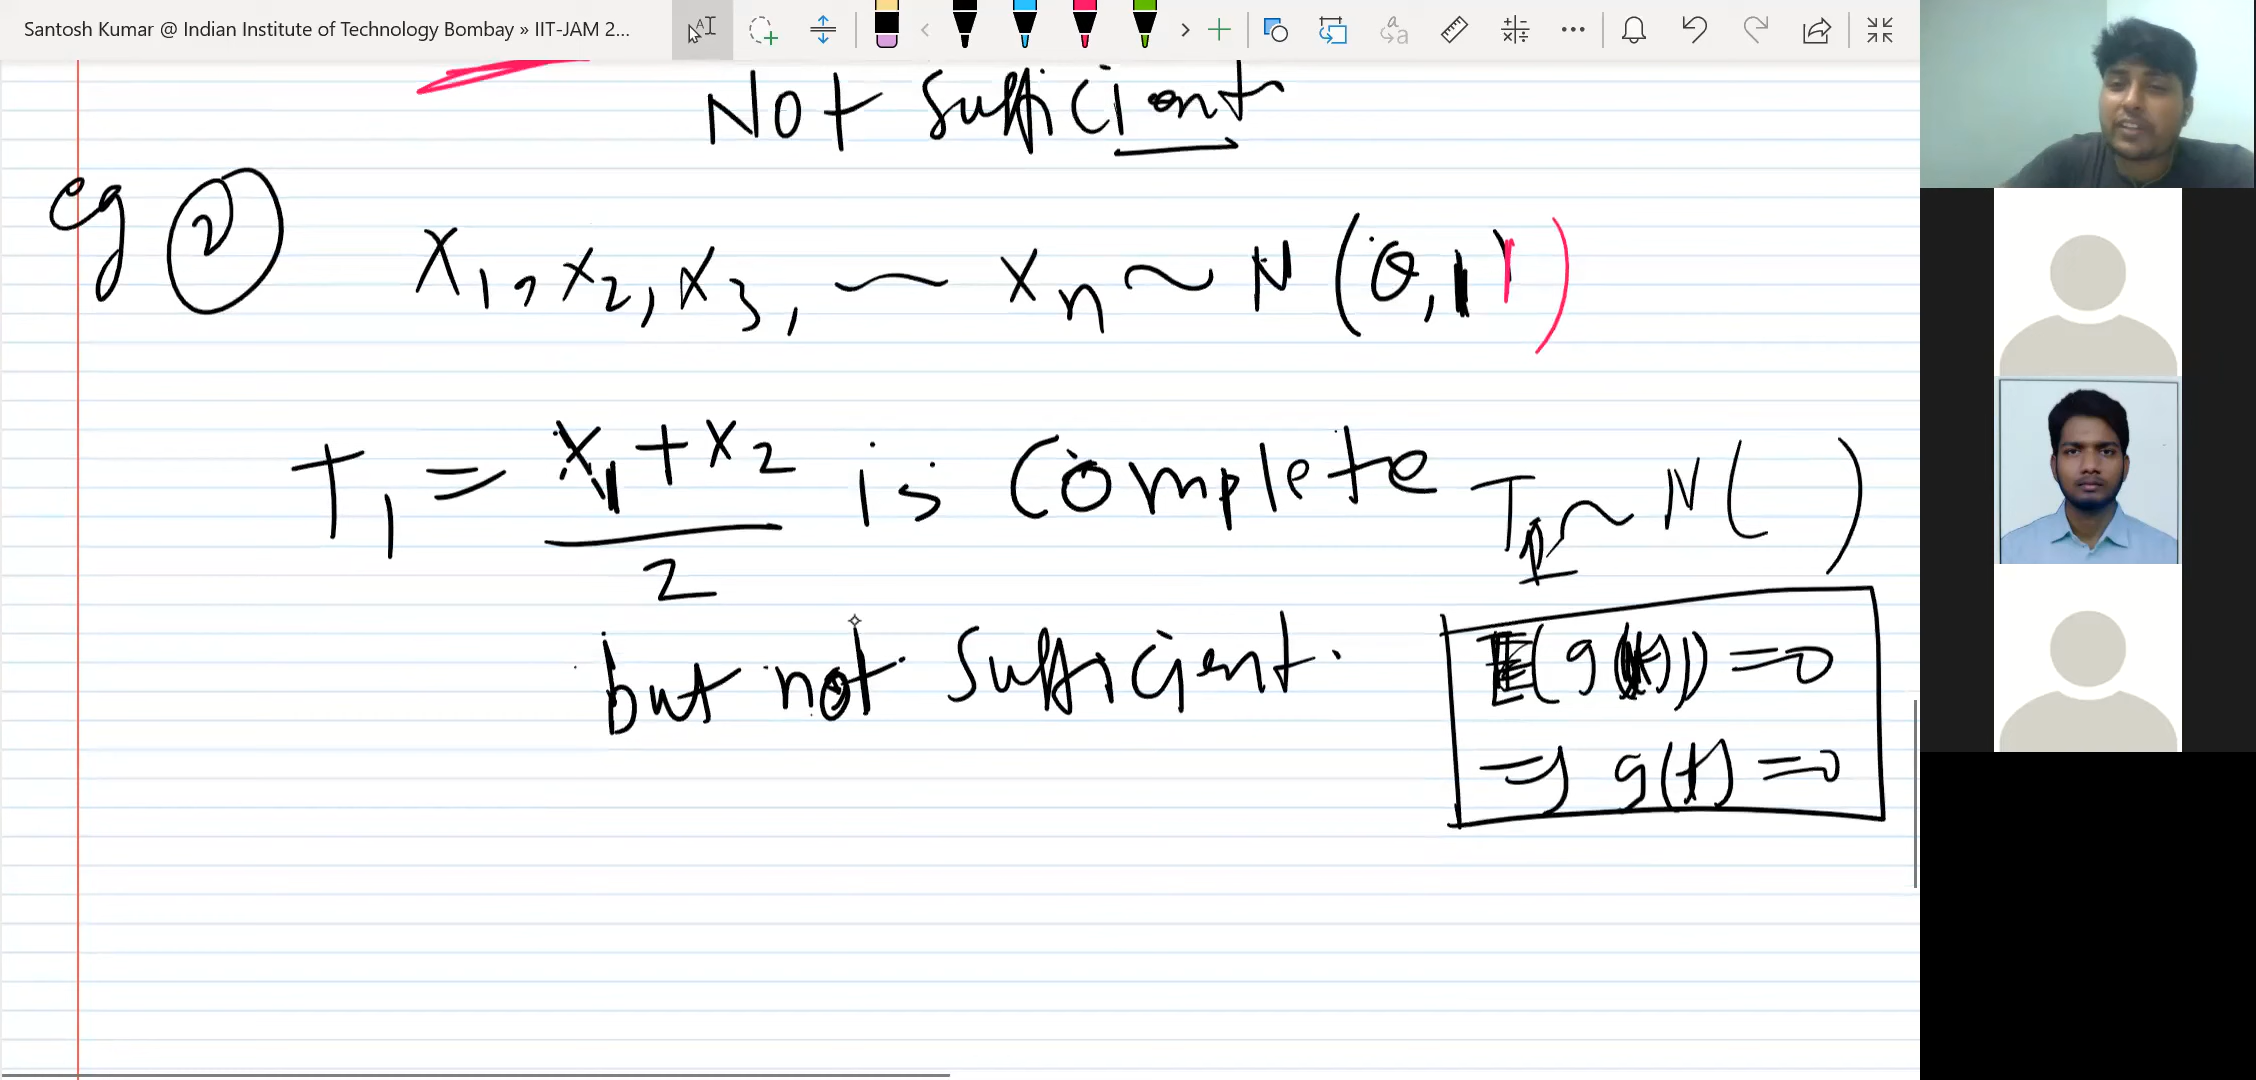 Santosh Kumar @ Indian Institute of Technology Bombay » IIT-JAM 2...
Not sufficient
eg 2
X1, X2, X3, — Xn ~ N(θ, 1)
T1 = X1 + X2 / 2 is Complete
T1 ~ N( )
but not sufficient.
E(g(t)) = 0
⇒ g(t) = 0